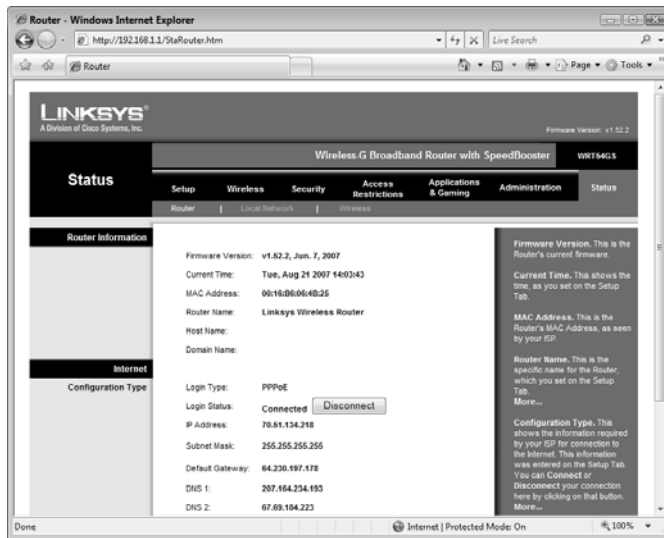 Router - Windows Internet Explorer
http://192.168.1.1/StaRouter.htm
Live Search
Router
Page
Tools
LINKSYS®
A Division of Cisco Systems, Inc.
Firmware Version: v1.52.2
Wireless-G Broadband Router with SpeedBooster
WRT54GS
Status
Setup
Wireless
Security
Access Restrictions
Applications & Gaming
Administration
Status
Router | Local Network | Wireless
Router Information
Firmware Version: v1.52.2, Jun. 7, 2007
Current Time: Tue, Aug 21 2007 14:03:43
MAC Address: 00:16:B6:06:4B:25
Router Name: Linksys Wireless Router
Host Name:
Domain Name:
Internet
Configuration Type
Login Type: PPPoE
Login Status: Connected Disconnect
IP Address: 70.51.134.218
Subnet Mask: 255.255.255.255
Default Gateway: 64.230.197.178
DNS 1: 207.164.234.193
DNS 2: 67.69.184.223
Firmware Version. This is the
Router's current firmware.
Current Time. This shows the
time, as you set on the Setup
Tab.
MAC Address. This is the
Router's MAC Address, as seen
by your ISP.
Router Name. This is the
specific name for the Router,
which you set on the Setup
Tab.
More...
Configuration Type. This
shows the information required
by your ISP for connection to
the Internet. This information
was entered on the Setup Tab.
You can Connect or
Disconnect your connection
here by clicking on that button.
More...
Done
Internet | Protected Mode: On
100%